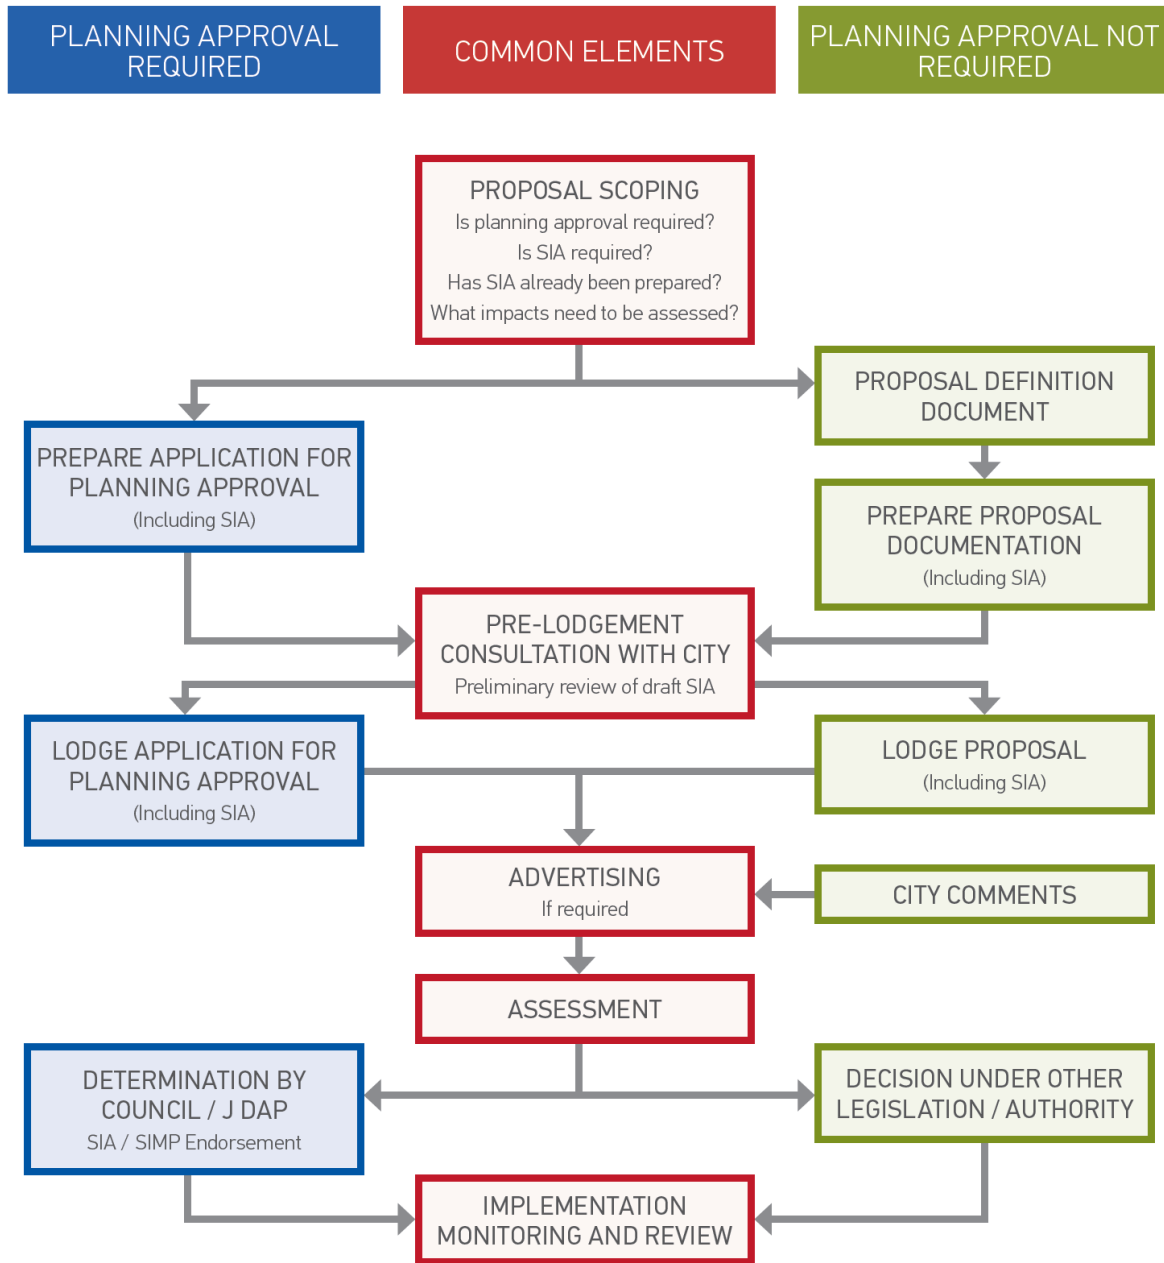 PLANNING APPROVAL
REQUIRED
COMMON ELEMENTS
PLANNING APPROVAL NOT
REQUIRED
PROPOSAL SCOPING
Is planning approval required?
Is SIA required?
Has SIA already been prepared?
What impacts need to be assessed?
PROPOSAL DEFINITION
DOCUMENT
PREPARE APPLICATION FOR
PLANNING APPROVAL
(Including SIA)
PREPARE PROPOSAL
DOCUMENTATION
(Including SIA)
PRE-LODGEMENT
CONSULTATION WITH CITY
Preliminary review of draft SIA
LODGE APPLICATION FOR
PLANNING APPROVAL
(Including SIA)
LODGE PROPOSAL
(Including SIA)
ADVERTISING
If required
CITY COMMENTS
ASSESSMENT
DETERMINATION BY
COUNCIL / J DAP
SIA / SIMP Endorsement
DECISION UNDER OTHER
LEGISLATION / AUTHORITY
IMPLEMENTATION
MONITORING AND REVIEW